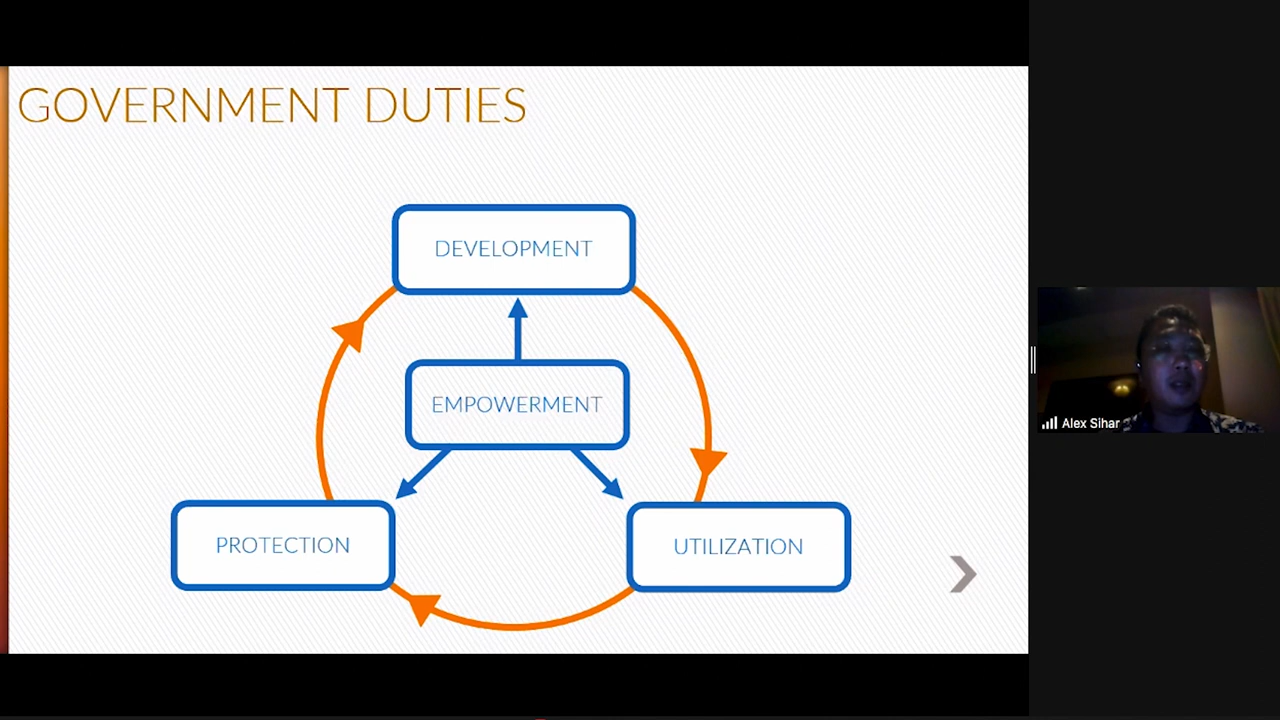 GOVERNMENT DUTIES
DEVELOPMENT
EMPOWERMENT
PROTECTION
UTILIZATION
Alex Sihar